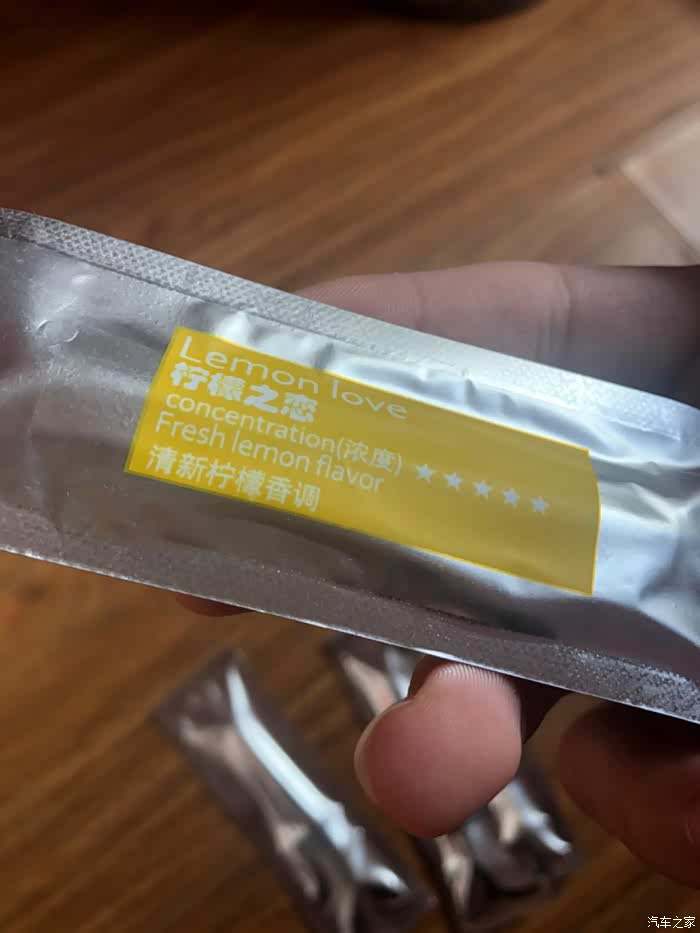 Lemon love
柠檬之恋
concentration(浓度) ★★★★★
Fresh lemon flavor
清新柠檬香调
汽车之家